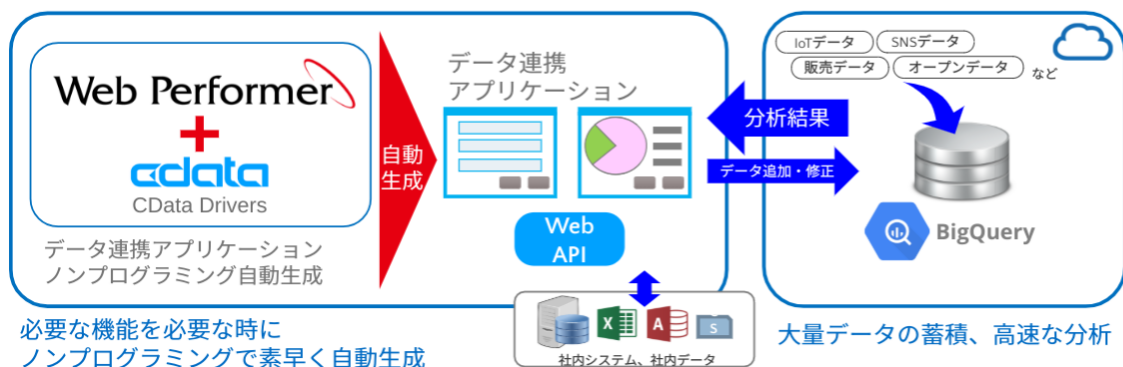 Web Performer
+
cdata
CData Drivers
データ連携アプリケーション
ノンプログラミング自動生成
自動
生成
データ連携
アプリケーション
Web
API
分析結果
データ追加・修正
IoTデータ
SNSデータ
販売データ
オープンデータ
など
BigQuery
X
A
S
社内システム、社内データ
必要な機能を必要な時に
ノンプログラミングで素早く自動生成
大量データの蓄積、高速な分析